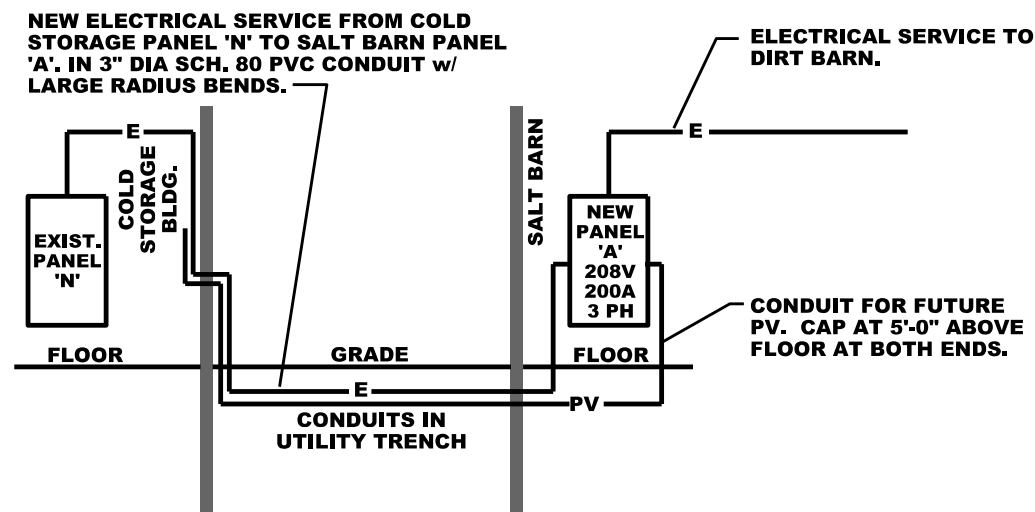 NEW ELECTRICAL SERVICE FROM COLD
STORAGE PANEL 'N' TO SALT BARN PANEL
'A'. IN 3" DIA SCH. 80 PVC CONDUIT w/
LARGE RADIUS BENDS.
ELECTRICAL SERVICE TO
DIRT BARN.
E
COLD
STORAGE
BLDG.
SALT BARN
E
EXIST.
PANEL
'N'
NEW
PANEL
'A'
208V
200A
3 PH
CONDUIT FOR FUTURE
PV. CAP AT 5'-0" ABOVE
FLOOR AT BOTH ENDS.
FLOOR
GRADE
FLOOR
E
PV
CONDUITS IN
UTILITY TRENCH